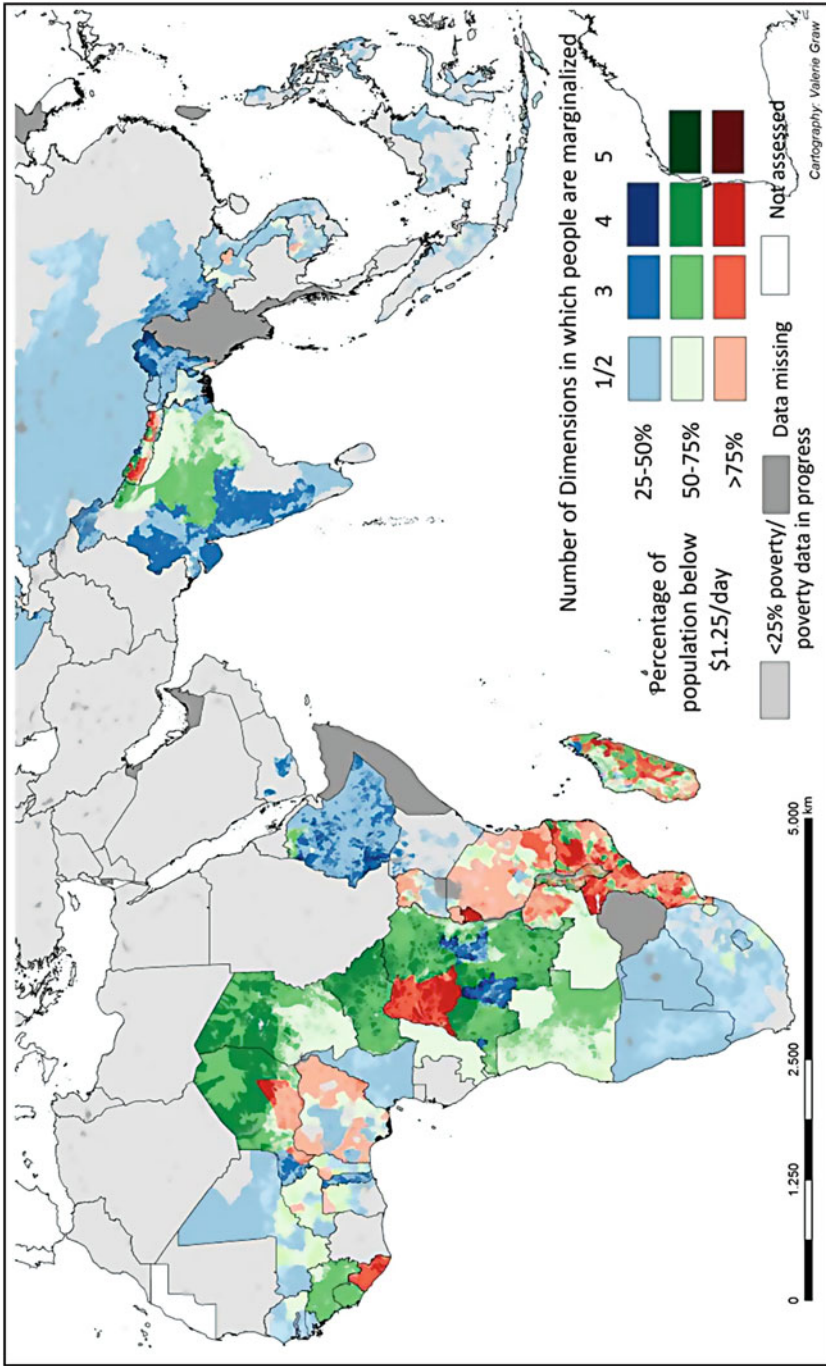 Number of Dimensions in which people are marginalized
1/2 3 4 5
Percentage of
population below
$1.25/day
25-50%
50-75%
>75%
<25% poverty/
poverty data in progress
Data missing
Not assessed
0 1.250 2.500 5.000
km
Cartography: Valerie Graw